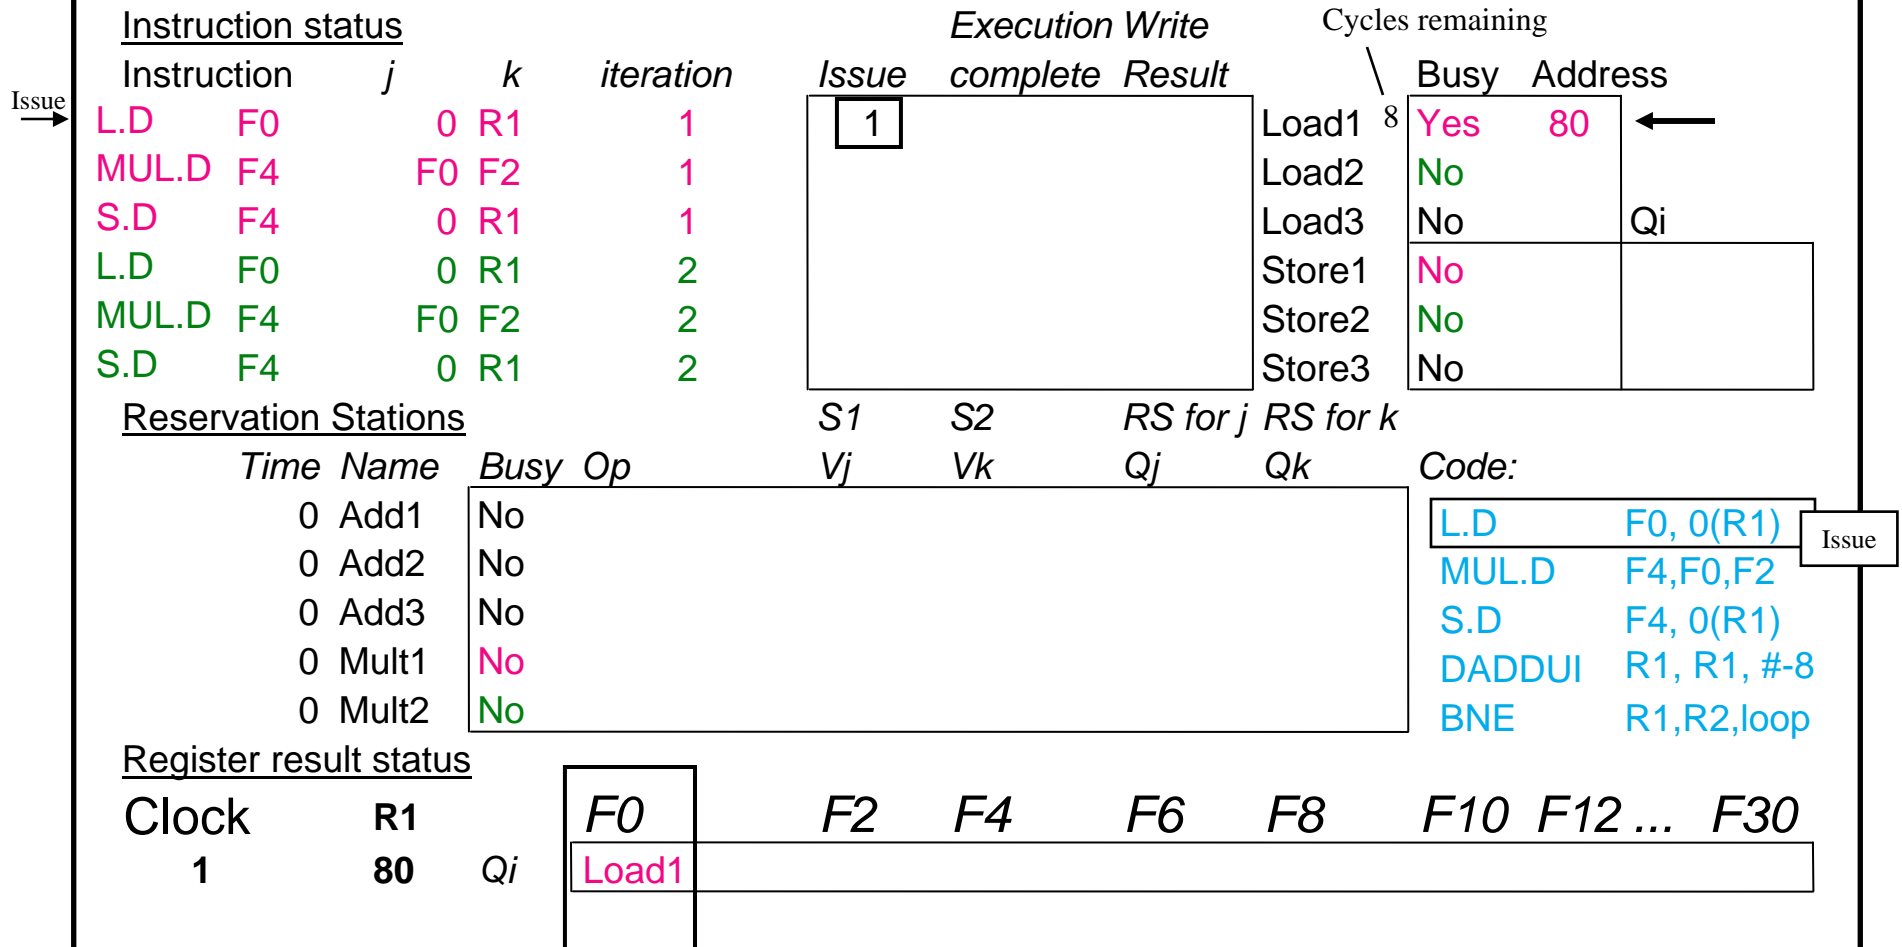 Instruction status Execution Write Cycles remaining
Instruction j k iteration Issue complete Result Busy Address
Issue
L.D F0 0 R1 1 1 Load1 8 Yes 80
MUL.D F4 F0 F2 1 Load2 No
S.D F4 0 R1 1 Load3 No Qi
L.D F0 0 R1 2 Store1 No
MUL.D F4 F0 F2 2 Store2 No
S.D F4 0 R1 2 Store3 No
Reservation Stations S1 S2 RS for j RS for k
Time Name Busy Op Vj Vk Qj Qk Code:
0 Add1 No L.D F0, 0(R1) Issue
0 Add2 No MUL.D F4,F0,F2
0 Add3 No S.D F4, 0(R1)
0 Mult1 No DADDUI R1, R1, #-8
0 Mult2 No BNE R1,R2,loop
Register result status
Clock R1 F0 F2 F4 F6 F8 F10 F12 ... F30
1 80 Qi Load1